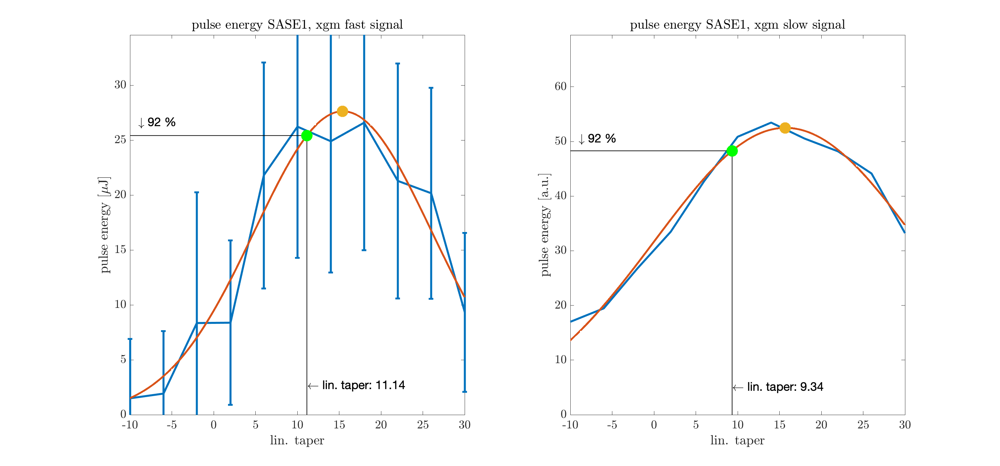 pulse energy SASE1, xgm fast signal
pulse energy [μJ]
30
25
20
15
10
5
0
↓ 92 %
← lin. taper: 11.14
-10 -5 0 5 10 15 20 25 30
lin. taper
pulse energy SASE1, xgm slow signal
pulse energy [a.u.]
60
50
40
30
20
10
0
↓ 92 %
← lin. taper: 9.34
-10 -5 0 5 10 15 20 25 30
lin. taper